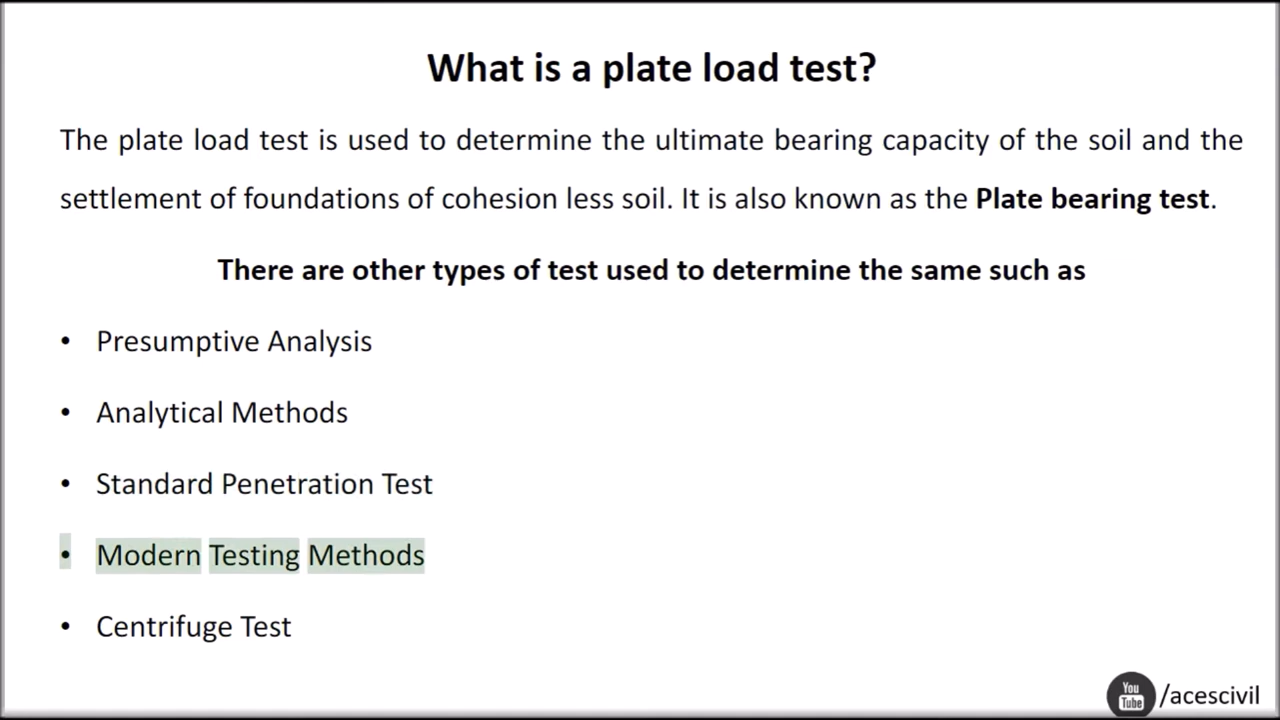 What is a plate load test?
The plate load test is used to determine the ultimate bearing capacity of the soil and the
settlement of foundations of cohesion less soil. It is also known as the Plate bearing test.
There are other types of test used to determine the same such as
• Presumptive Analysis
• Analytical Methods
• Standard Penetration Test
• Modern Testing Methods
• Centrifuge Test
You Tube /acescivil